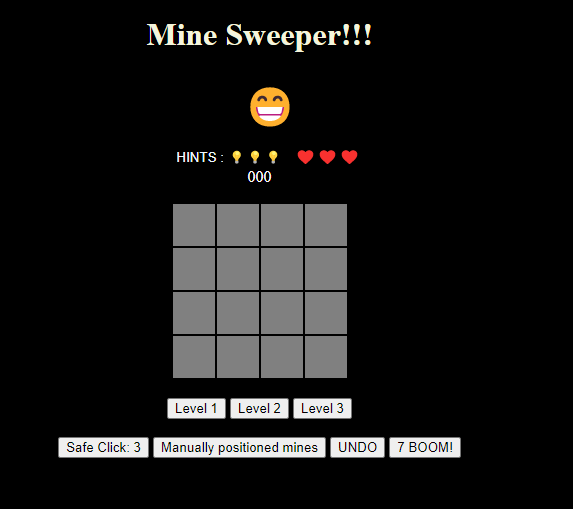 Mine Sweeper!!!
HINTS :
000
Level 1 Level 2 Level 3
Safe Click: 3 Manually positioned mines UNDO 7 BOOM!